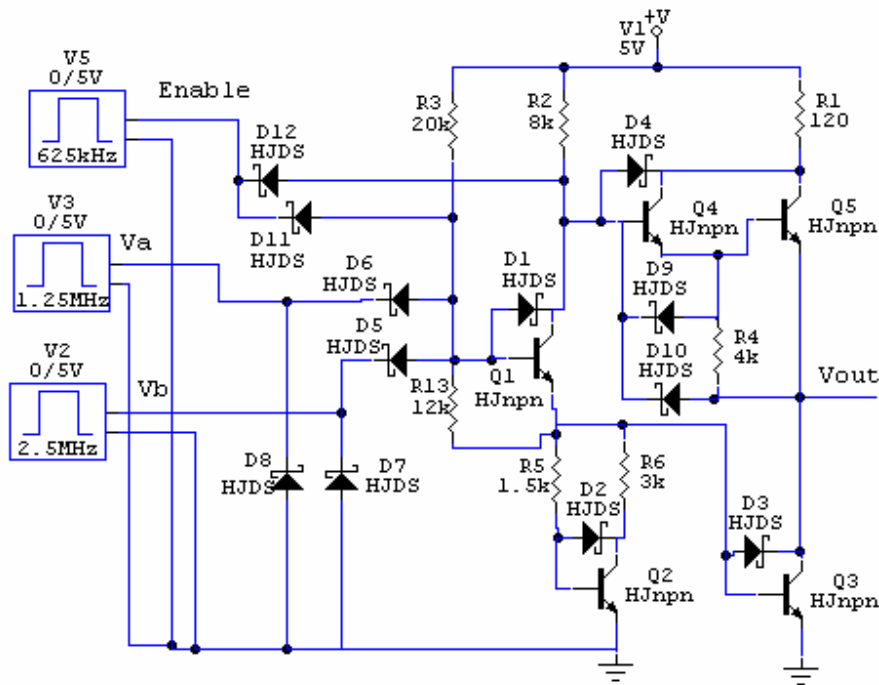 V1
+V
5V
V5
0/5V
Enable
625kHz
R3
20k
R2
8k
R1
120
D12
HJDS
D4
HJDS
V3
0/5V
Va
1.25MHz
D11
HJDS
Q4
HJnpn
Q5
HJnpn
D6
HJDS
D1
HJDS
D9
HJDS
V2
0/5V
D5
HJDS
R4
4k
Vb
R13
12k
Q1
HJnpn
D10
HJDS
Vout
2.5MHz
D8
HJDS
D7
HJDS
R5
1.5k
D2
HJDS
R6
3k
D3
HJDS
Q2
HJnpn
Q3
HJnpn